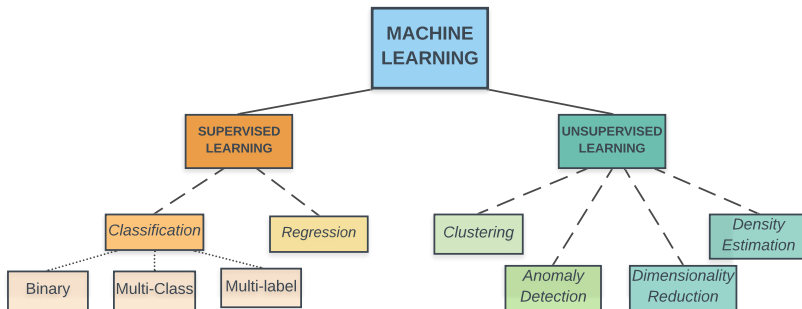 MACHINE
LEARNING
SUPERVISED
LEARNING
UNSUPERVISED
LEARNING
Classification
Regression
Clustering
Density
Estimation
Anomaly
Detection
Dimensionality
Reduction
Binary
Multi-Class
Multi-label